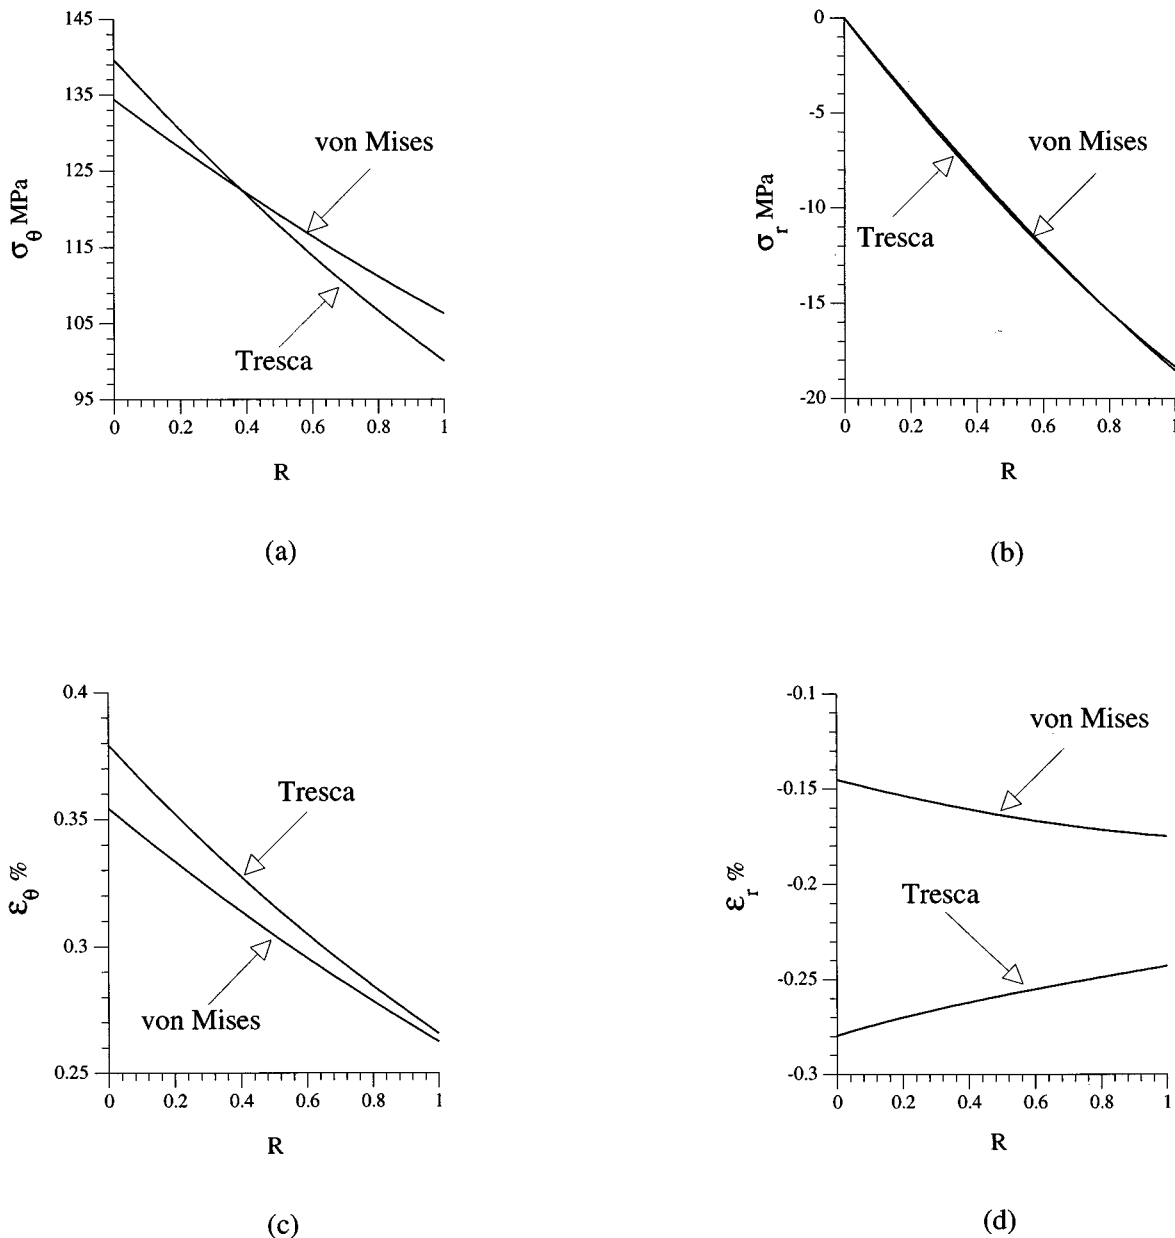 145
135
125
115
105
95
σθ MPa
von Mises
Tresca
0 0.2 0.4 0.6 0.8 1
R
(a)
0
-5
-10
-15
-20
σr MPa
von Mises
Tresca
0 0.2 0.4 0.6 0.8 1
R
(b)
0.4
0.35
0.3
0.25
εθ %
Tresca
von Mises
0 0.2 0.4 0.6 0.8 1
R
(c)
-0.1
-0.15
-0.2
-0.25
-0.3
εr %
von Mises
Tresca
0 0.2 0.4 0.6 0.8 1
R
(d)